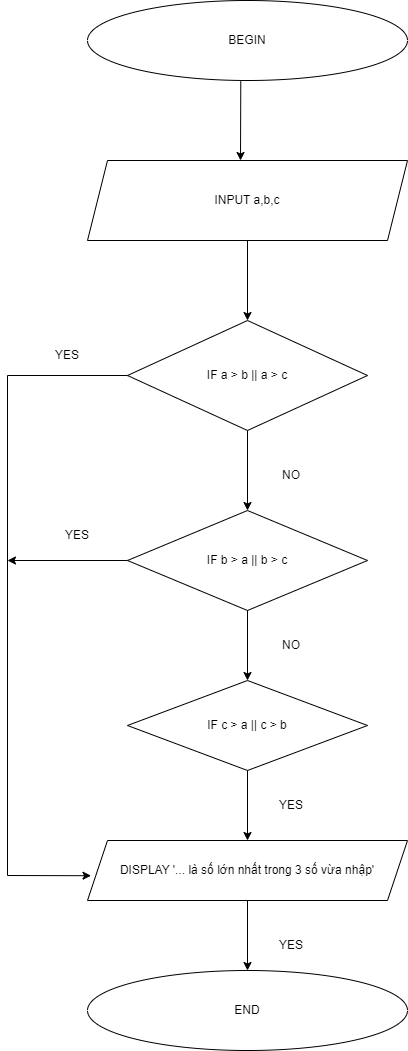 BEGIN
INPUT a,b,c
YES
IF a > b || a > c
NO
YES
IF b > a || b > c
NO
IF c > a || c > b
YES
DISPLAY '... là số lớn nhất trong 3 số vừa nhập'
YES
END